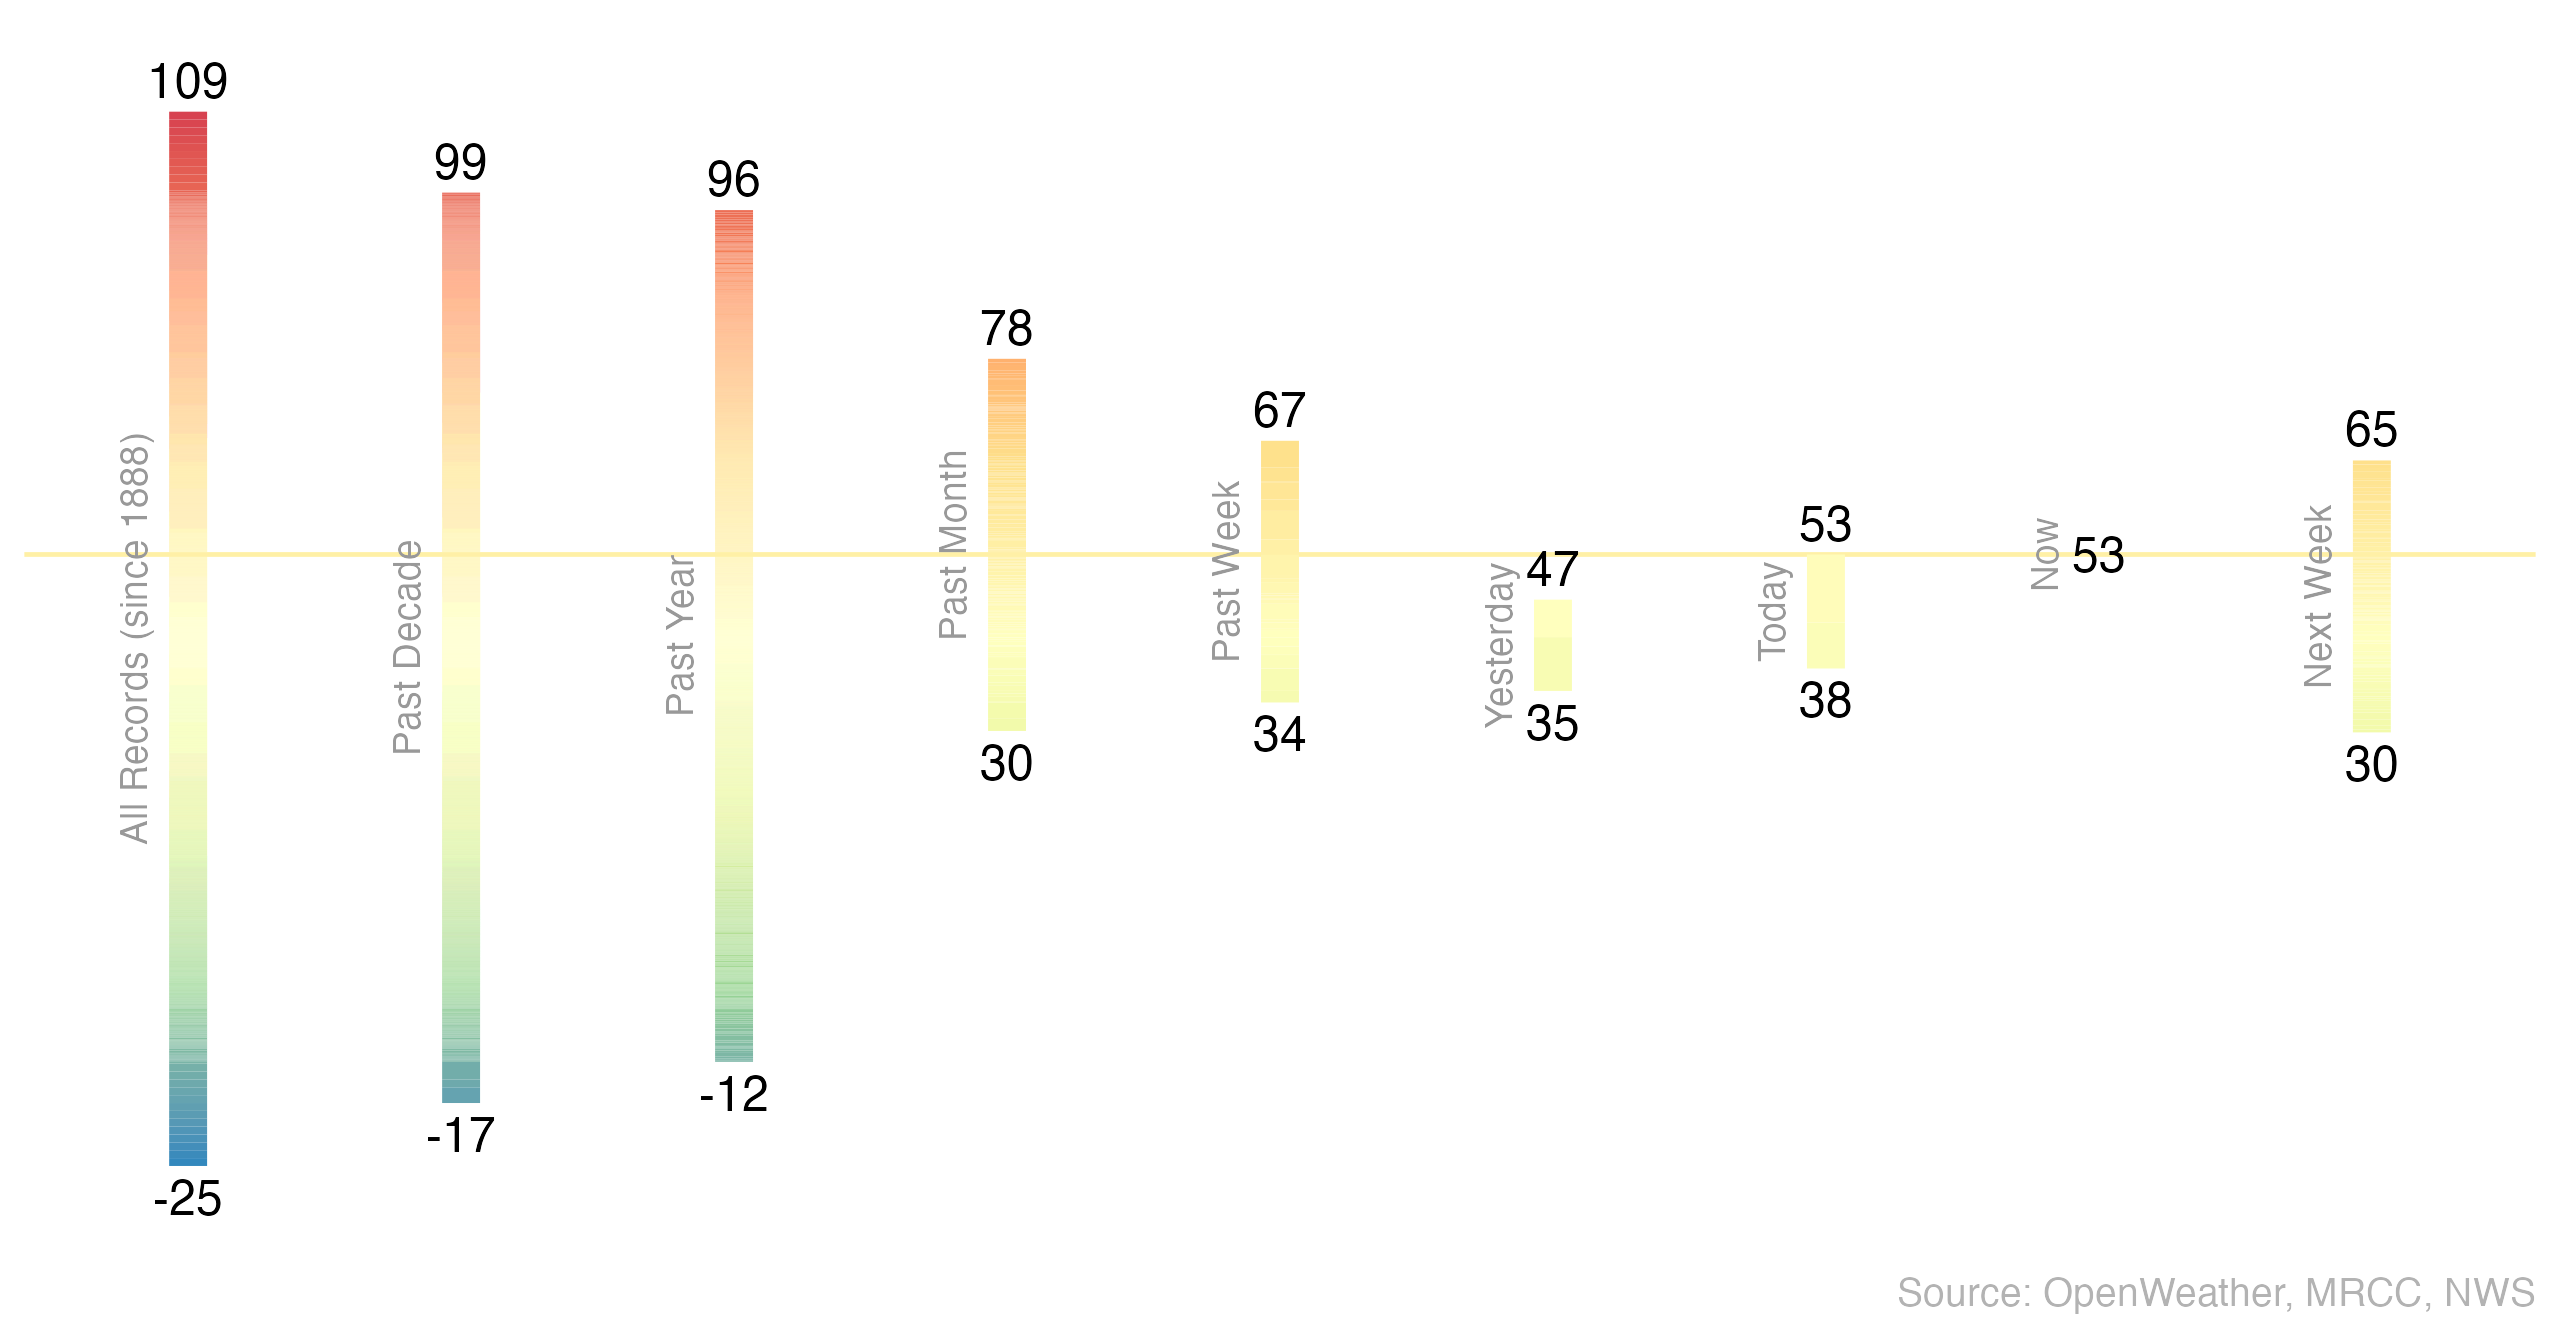 109
All Records (since 1888)
-25
99
Past Decade
-17
96
Past Year
-12
78
Past Month
30
67
Past Week
34
47
Yesterday
35
53
Today
38
Now
53
65
Next Week
30
Source: OpenWeather, MRCC, NWS